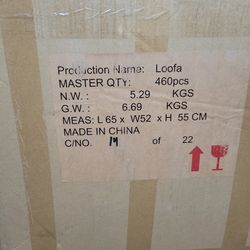 Production Name: Loofa
MASTER QTY: 460pcs
N.W. : 5.29 KGS
G.W. : 6.69 KGS
MEAS: L 65 x W52 x H 55 CM
MADE IN CHINA
C/NO. 14 of 22